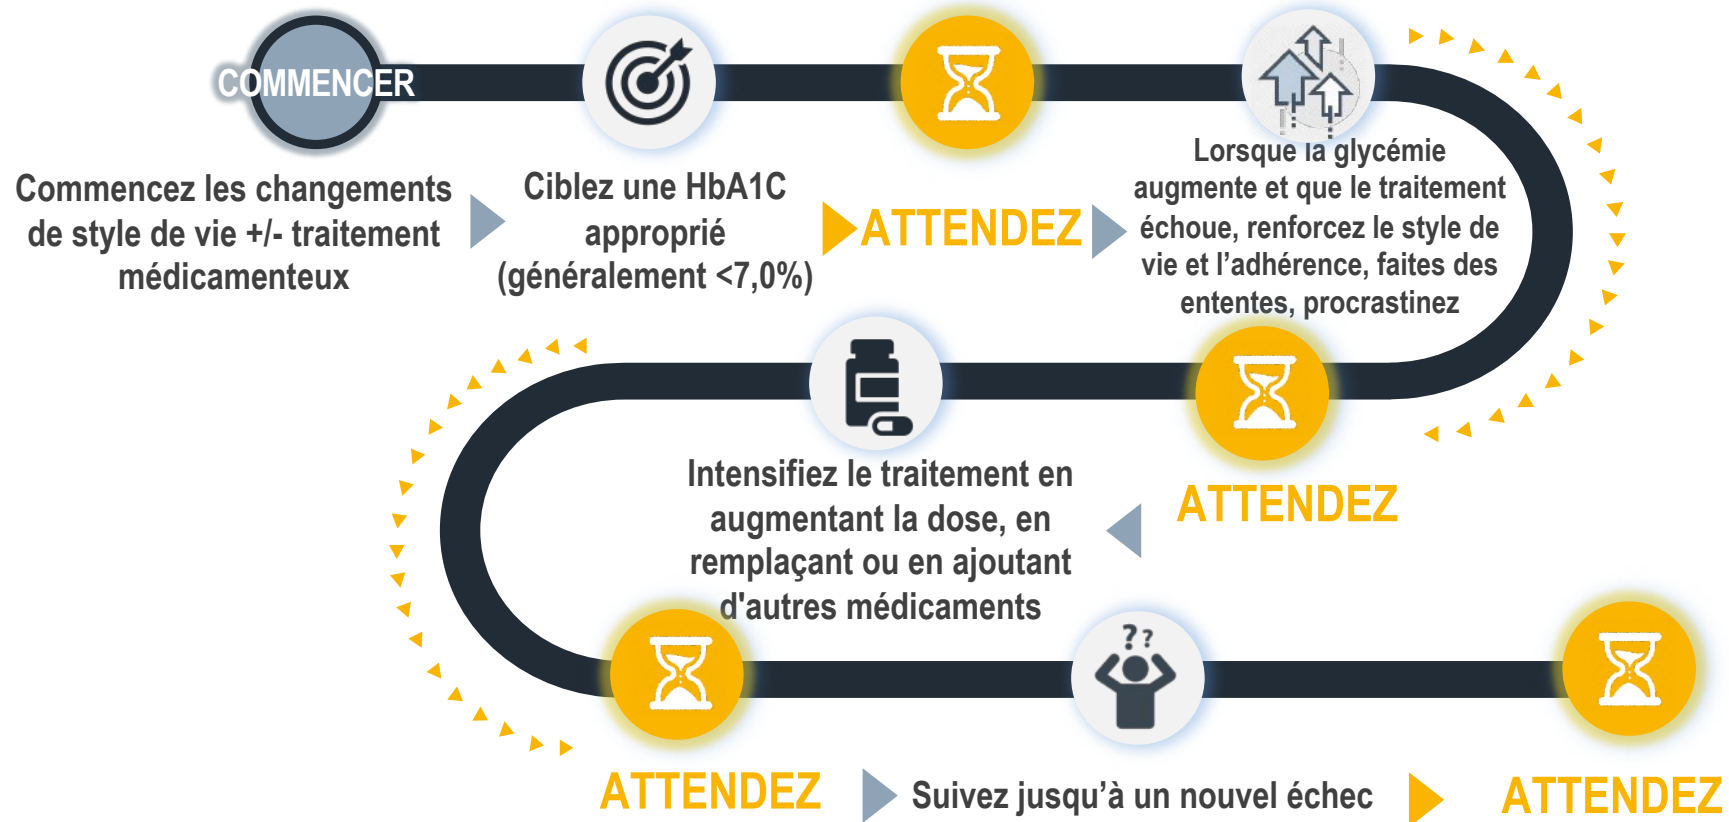 COMMENCER
Commencez les changements
de style de vie +/- traitement
médicamenteux
Ciblez une HbA1C
approprié
(généralement <7,0%)
ATTENDEZ
Lorsque la glycémie
augmente et que le traitement
échoue, renforcez le style de
vie et l’adhérence, faites des
ententes, procrastinez
ATTENDEZ
Intensifiez le traitement en
augmentant la dose, en
remplaçant ou en ajoutant
d'autres médicaments
??
ATTENDEZ
Suivez jusqu’à un nouvel échec
ATTENDEZ